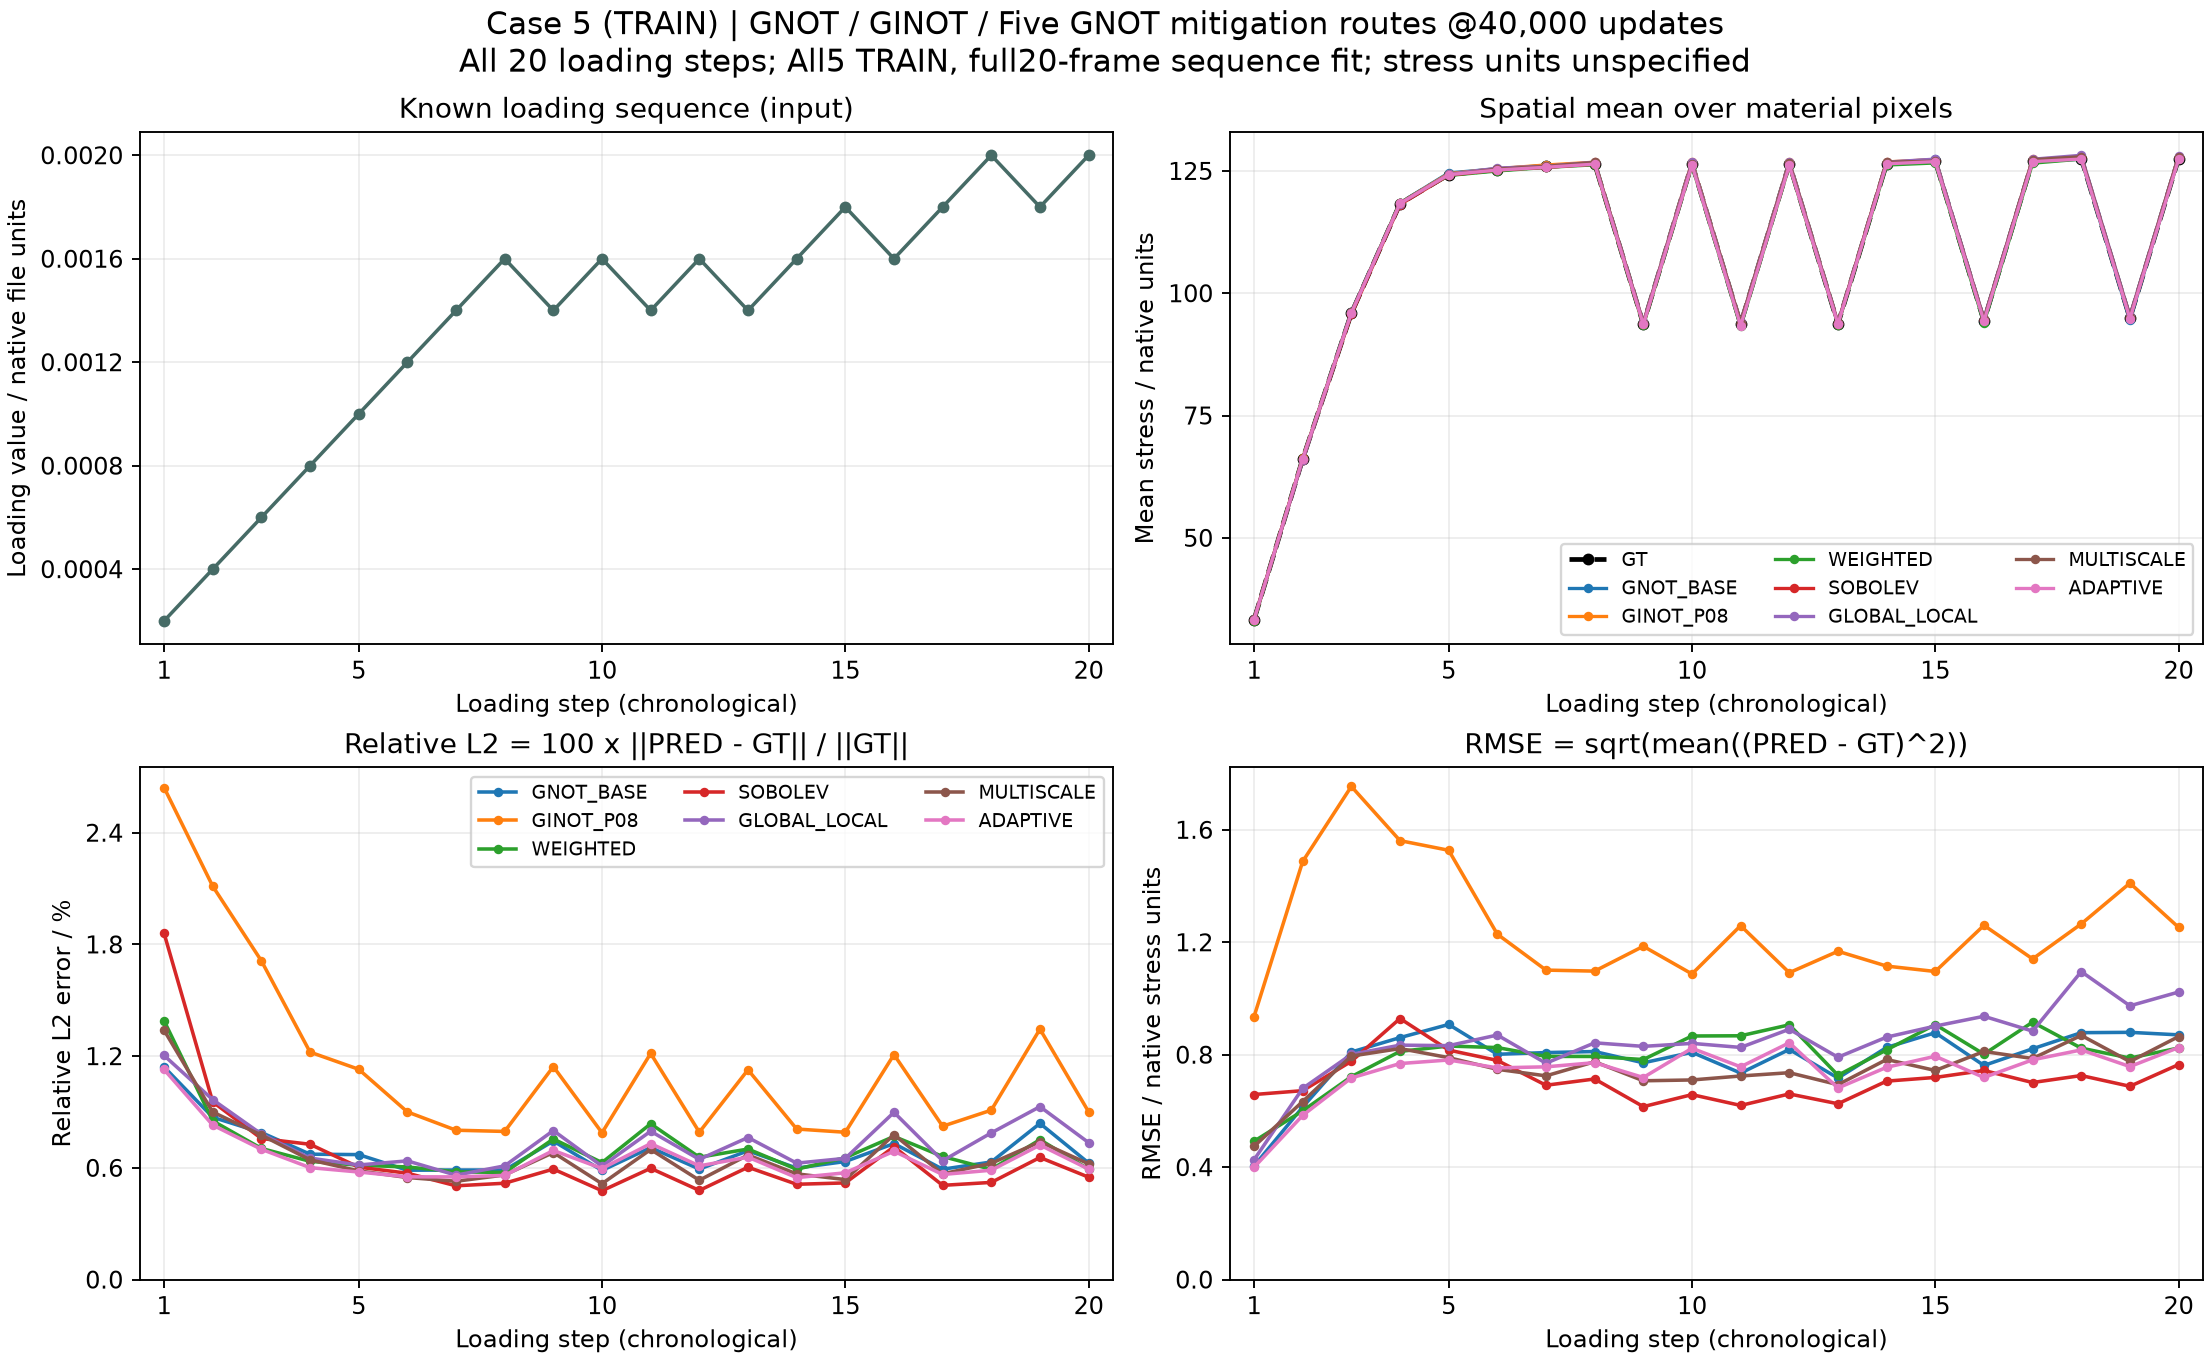 Case 5 (TRAIN) | GNOT / GINOT / Five GNOT mitigation routes @40,000 updates
All 20 loading steps; All5 TRAIN, full20-frame sequence fit; stress units unspecified
Known loading sequence (input)
Loading value / native file units
0.0020
0.0016
0.0012
0.0008
0.0004
1
5
10
15
20
Loading step (chronological)
Spatial mean over material pixels
Mean stress / native units
125
100
75
50
GT
GNOT_BASE
GINOT_P08
WEIGHTED
SOBOLEV
GLOBAL_LOCAL
MULTISCALE
ADAPTIVE
1
5
10
15
20
Loading step (chronological)
Relative L2 = 100 x ||PRED - GT|| / ||GT||
Relative L2 error / %
2.4
1.8
1.2
0.6
0.0
GNOT_BASE
GINOT_P08
WEIGHTED
SOBOLEV
GLOBAL_LOCAL
MULTISCALE
ADAPTIVE
1
5
10
15
20
Loading step (chronological)
RMSE = sqrt(mean((PRED - GT)^2))
RMSE / native stress units
1.6
1.2
0.8
0.4
0.0
1
5
10
15
20
Loading step (chronological)